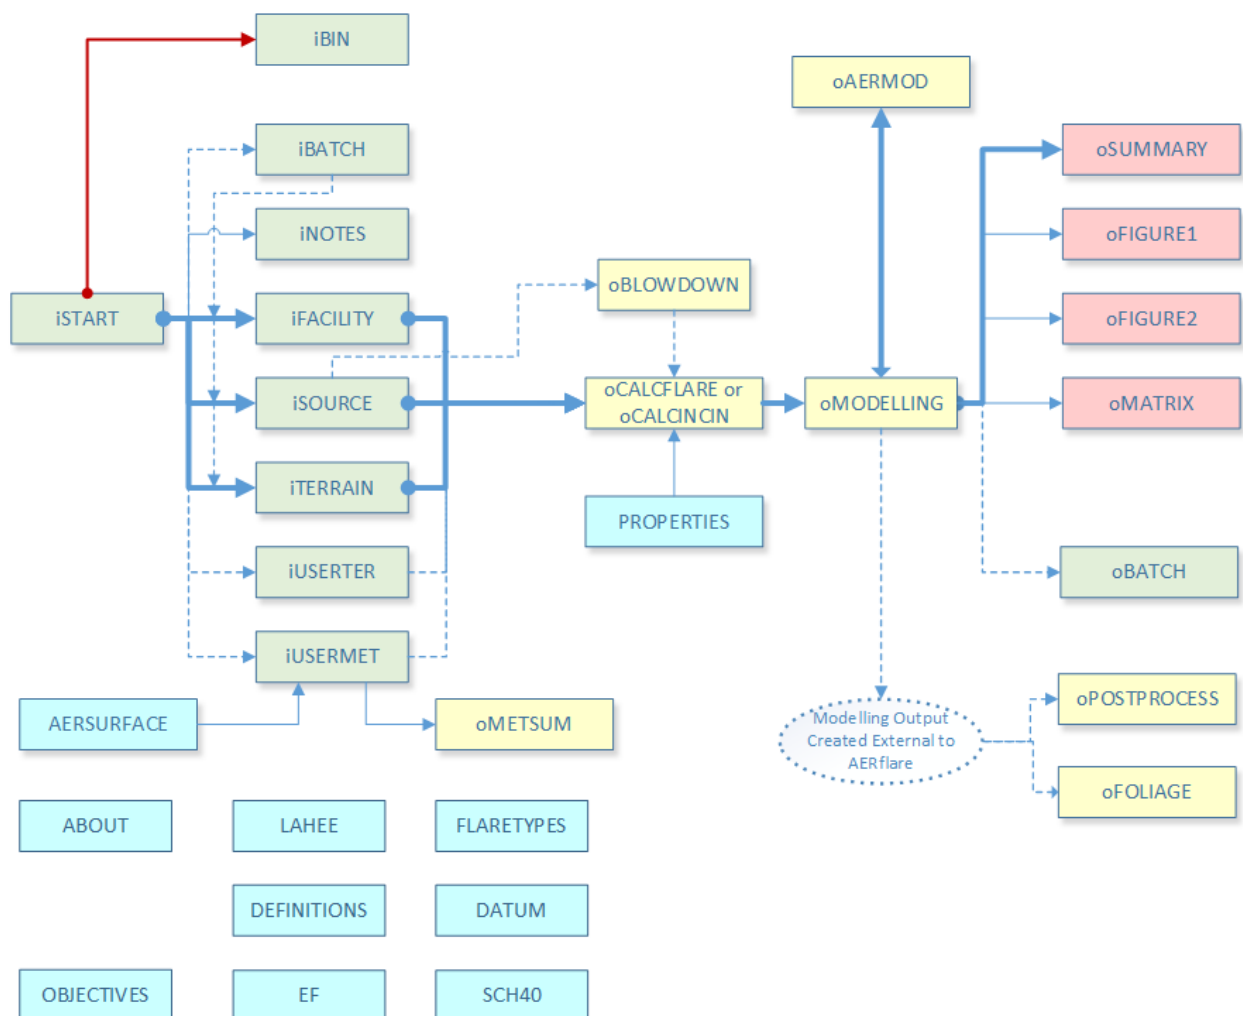 iBIN
oAERMOD
iBATCH
oSUMMARY
iNOTES
oFIGURE1
oBLOWDOWN
iSTART
iFACILITY
oFIGURE2
iSOURCE
oCALCFLARE or
oCALCINCIN
oMODELLING
oMATRIX
iTERRAIN
PROPERTIES
iUSERTER
oBATCH
iUSERMET
AERSURFACE
oMETSUM
Modelling Output
Created External to
AERflare
oPOSTPROCESS
oFOLIAGE
ABOUT
LAHEE
FLARETYPES
DEFINITIONS
DATUM
OBJECTIVES
EF
SCH40